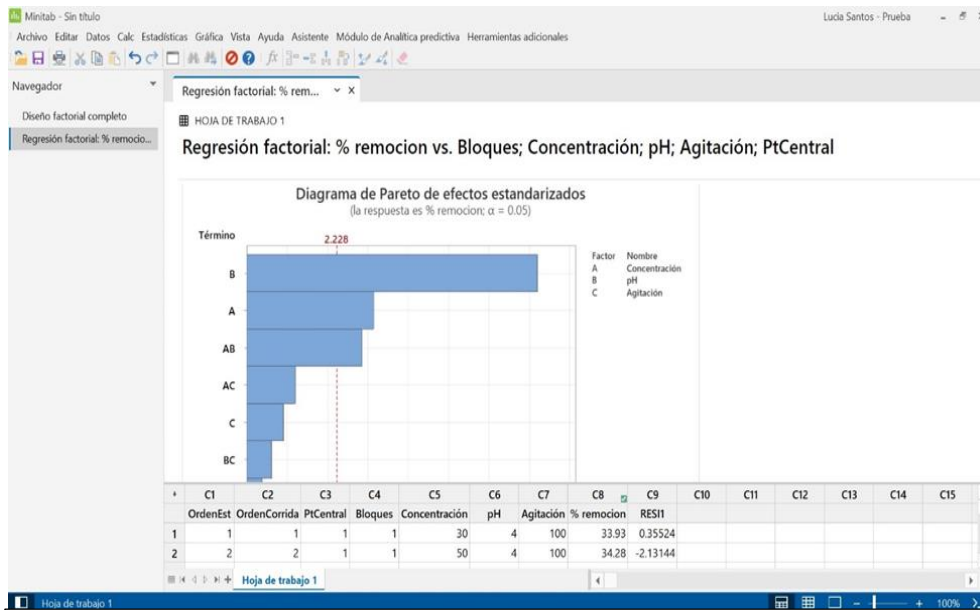 Minitab - Sin título
Lucia Santos - Prueba
Archivo Editar Datos Calc Estadísticas Gráfica Vista Ayuda Asistente Módulo de Analítica predictiva Herramientas adicionales
Navegador
Regresión factorial: % rem...
Diseño factorial completo
Regresión factorial: % remocio...
HOJA DE TRABAJO 1
Regresión factorial: % remocion vs. Bloques; Concentración; pH; Agitación; PtCentral
Diagrama de Pareto de efectos estandarizados
(la respuesta es % remocion; α = 0.05)
Término
2.228
Factor Nombre
A Concentración
B pH
C Agitación
B
A
AB
AC
C
BC
C1 C2 C3 C4 C5 C6 C7 C8 C9 C10 C11 C12 C13 C14 C15
OrdenEst OrdenCorrida PtCentral Bloques Concentración pH Agitación % remocion RESI1
1 1 1 1 1 30 4 100 33.93 0.35524
2 2 2 1 1 50 4 100 34.28 -2.13144
Hoja de trabajo 1
Hoja de trabajo 1
100%